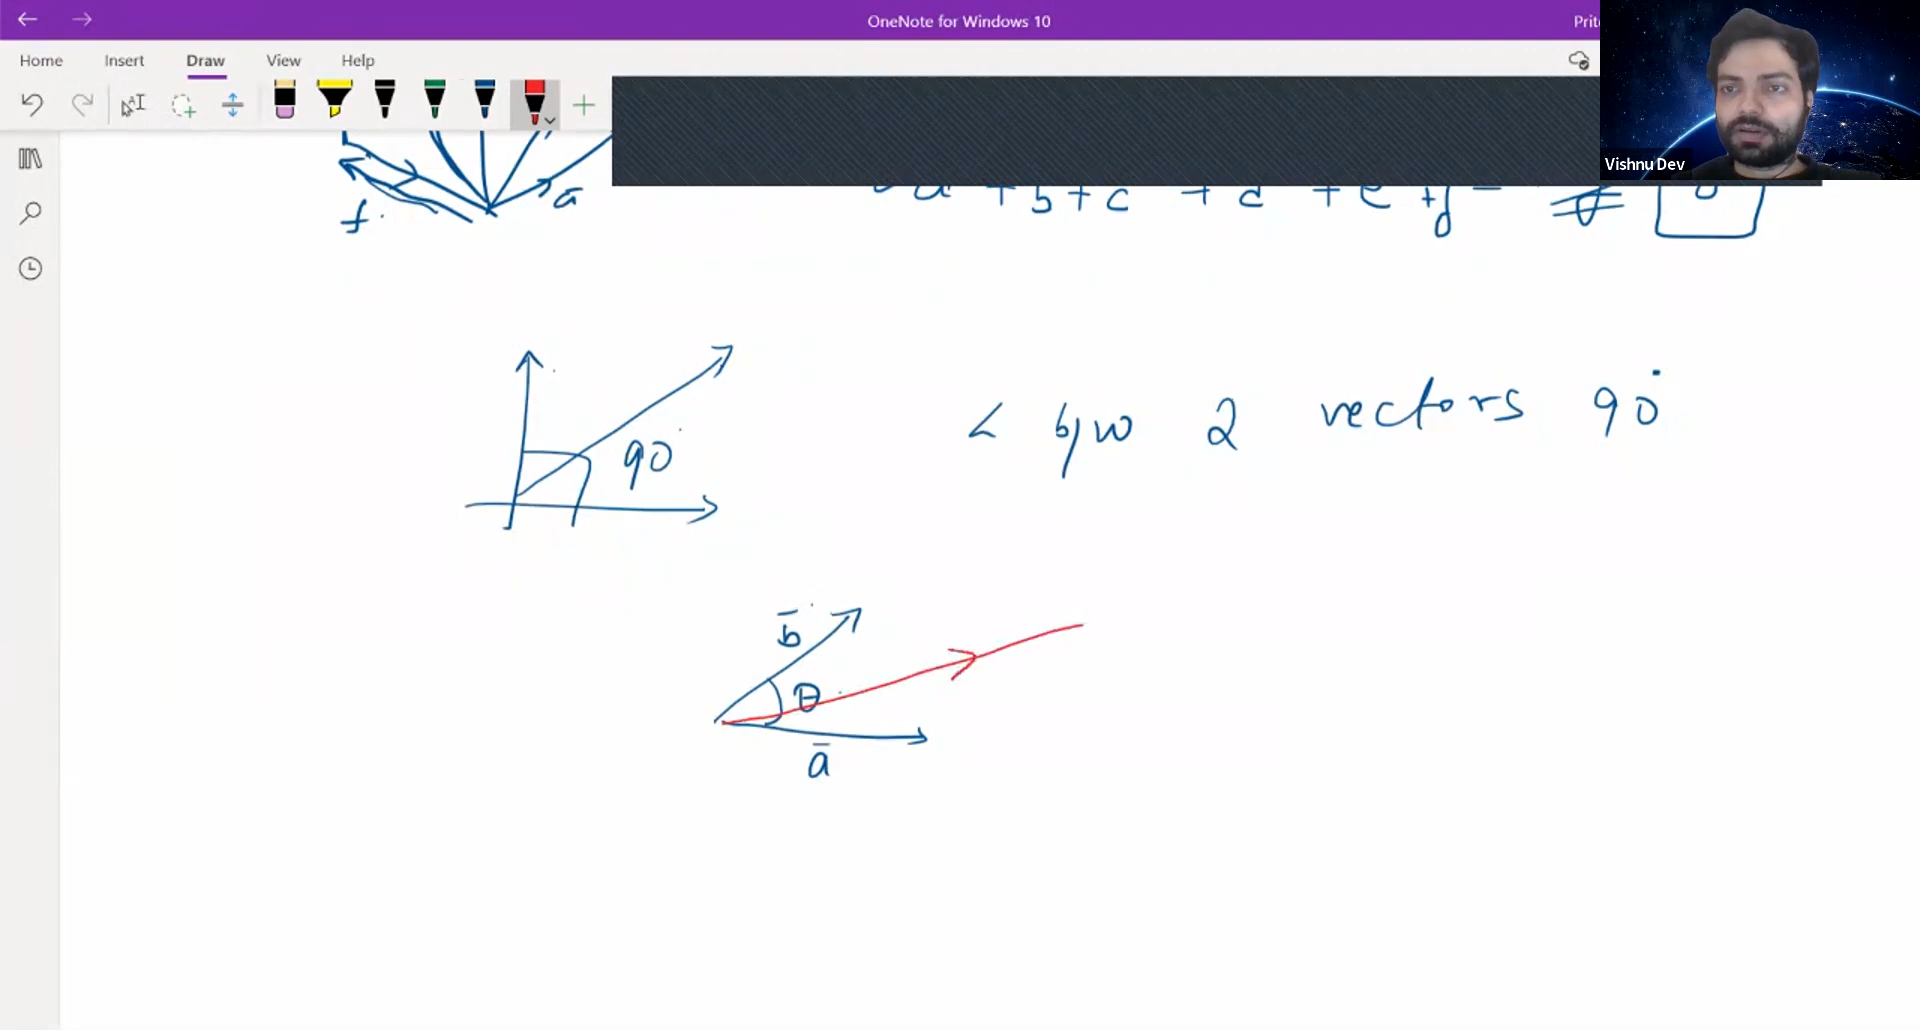 OneNote for Windows 10
Home Insert Draw View Help
Vishnu Dev
f
ā
+ b + c + d + e + f =
90
< b/w 2 vectors 90°
b̄
θ
ā